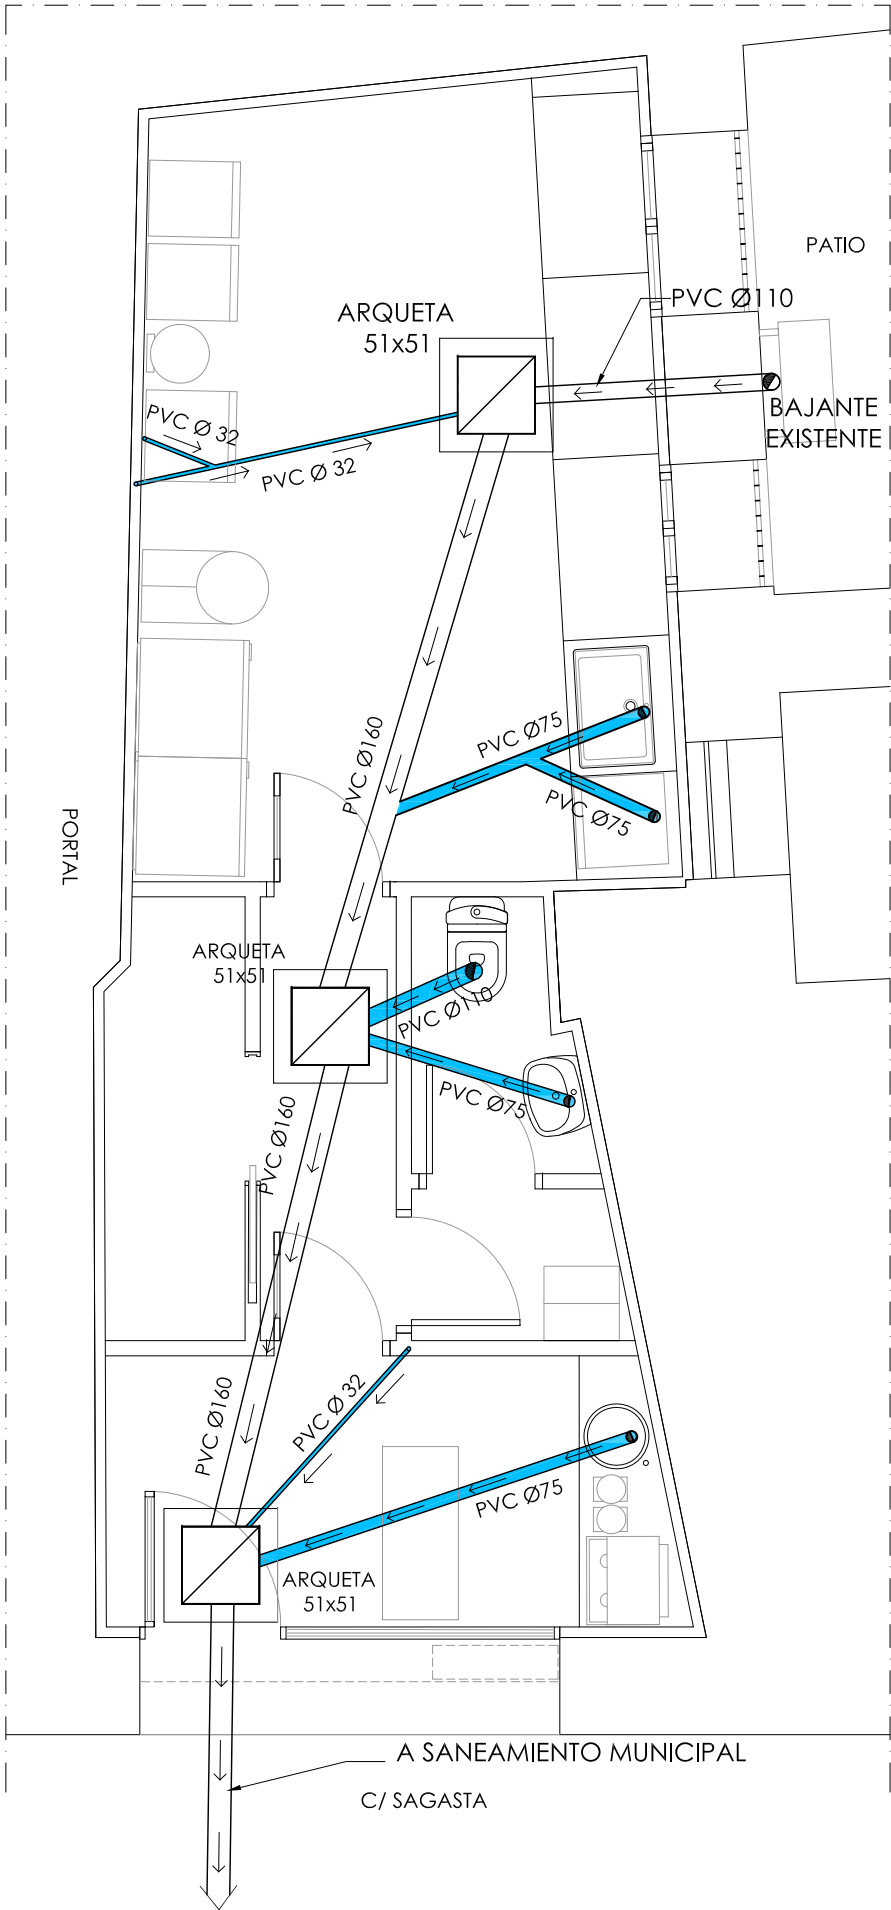 PATIO
PVC Ø110
ARQUETA
51x51
BAJANTE
EXISTENTE
PVC Ø 32
PVC Ø 32
PVC Ø75
PVC Ø160
PVC Ø75
PORTAL
ARQUETA
51x51
PVC Ø110
PVC Ø75
PVC Ø160
PVC Ø160
PVC Ø 32
PVC Ø75
ARQUETA
51x51
A SANEAMIENTO MUNICIPAL
C/ SAGASTA